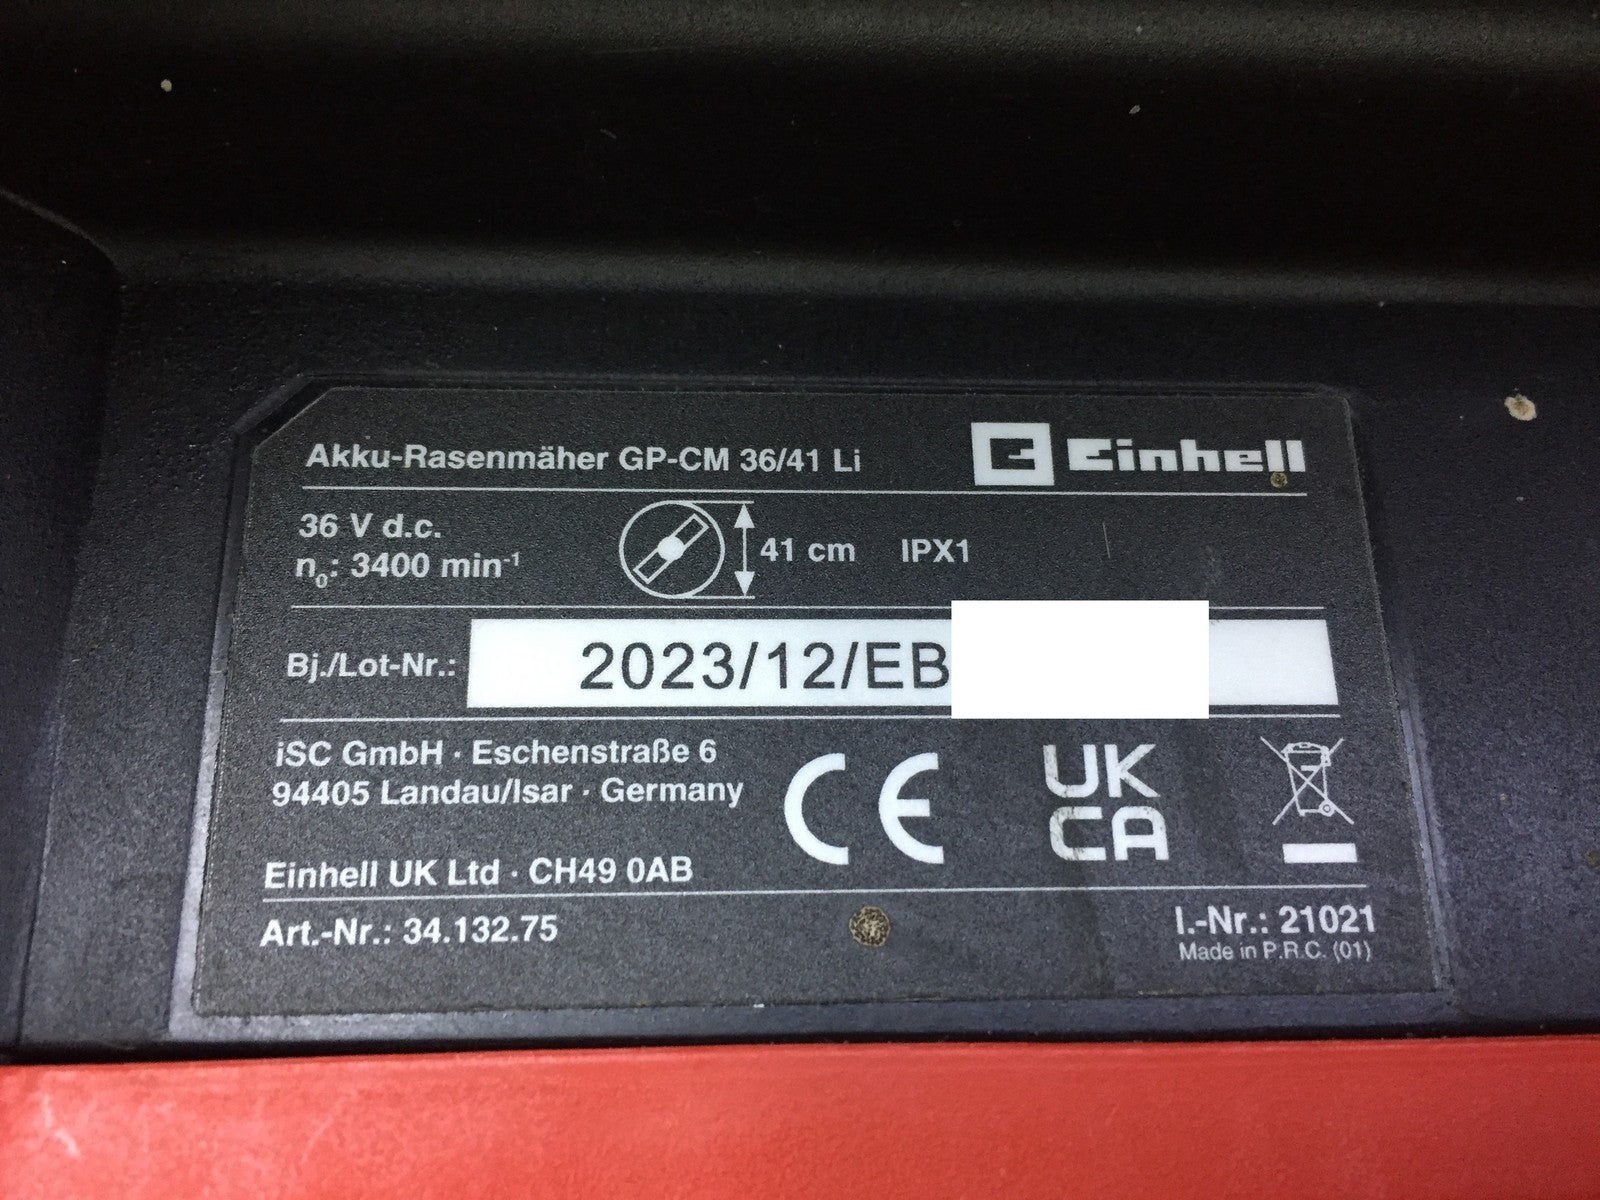 Akku-Rasenmäher GP-CM 36/41 Li
Einhell
36 V d.c.
n₀: 3400 min⁻¹
41 cm
IPX1
Bj./Lot-Nr.: 2023/12/EB
iSC GmbH · Eschenstraße 6
94405 Landau/Isar · Germany
CE
UK
CA
Einhell UK Ltd · CH49 0AB
Art.-Nr.: 34.132.75
I.-Nr.: 21021
Made in P.R.C. (01)